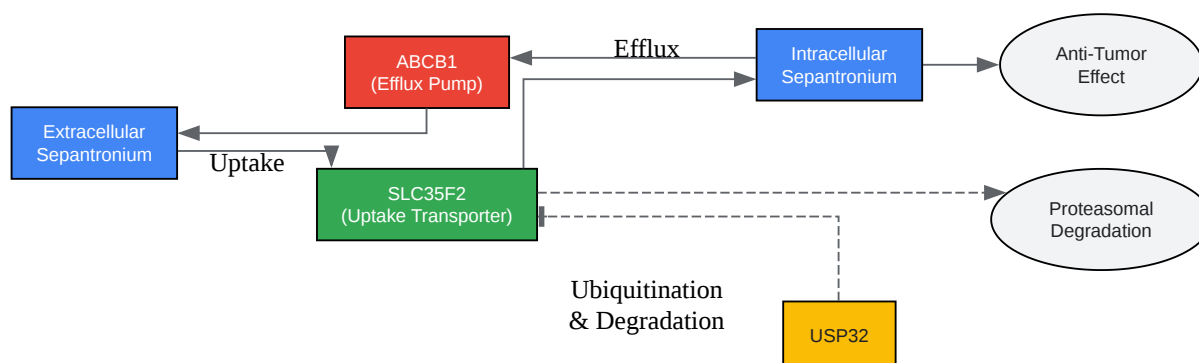 ABCB1
(Efflux Pump)
Efflux
Intracellular
Sepantronium
Anti-Tumor
Effect
Extracellular
Sepantronium
Uptake
SLC35F2
(Uptake Transporter)
Proteasomal
Degradation
Ubiquitination
& Degradation
USP32